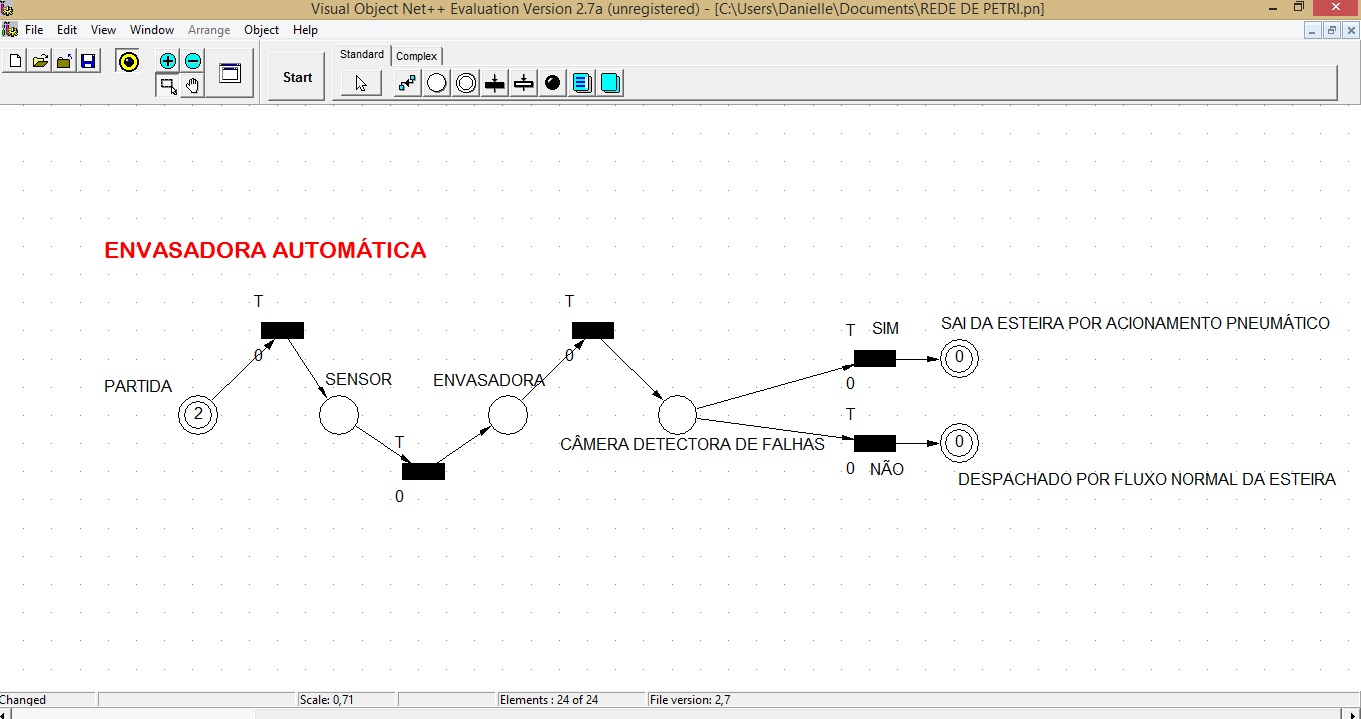 Visual Object Net++ Evaluation Version 2.7a (unregistered) - [C:\Users\Danielle\Documents\REDE DE PETRI.pn]
File Edit View Window Arrange Object Help
Start
Standard Complex
ENVASADORA AUTOMÁTICA
T
0
T
0
T
0
PARTIDA
2
SENSOR
ENVASADORA
CÂMERA DETECTORA DE FALHAS
T SIM
0
SAI DA ESTEIRA POR ACIONAMENTO PNEUMÁTICO
0
T
0 NÃO
0
DESPACHADO POR FLUXO NORMAL DA ESTEIRA
Changed Scale: 0,71 Elements : 24 of 24 File version: 2,7